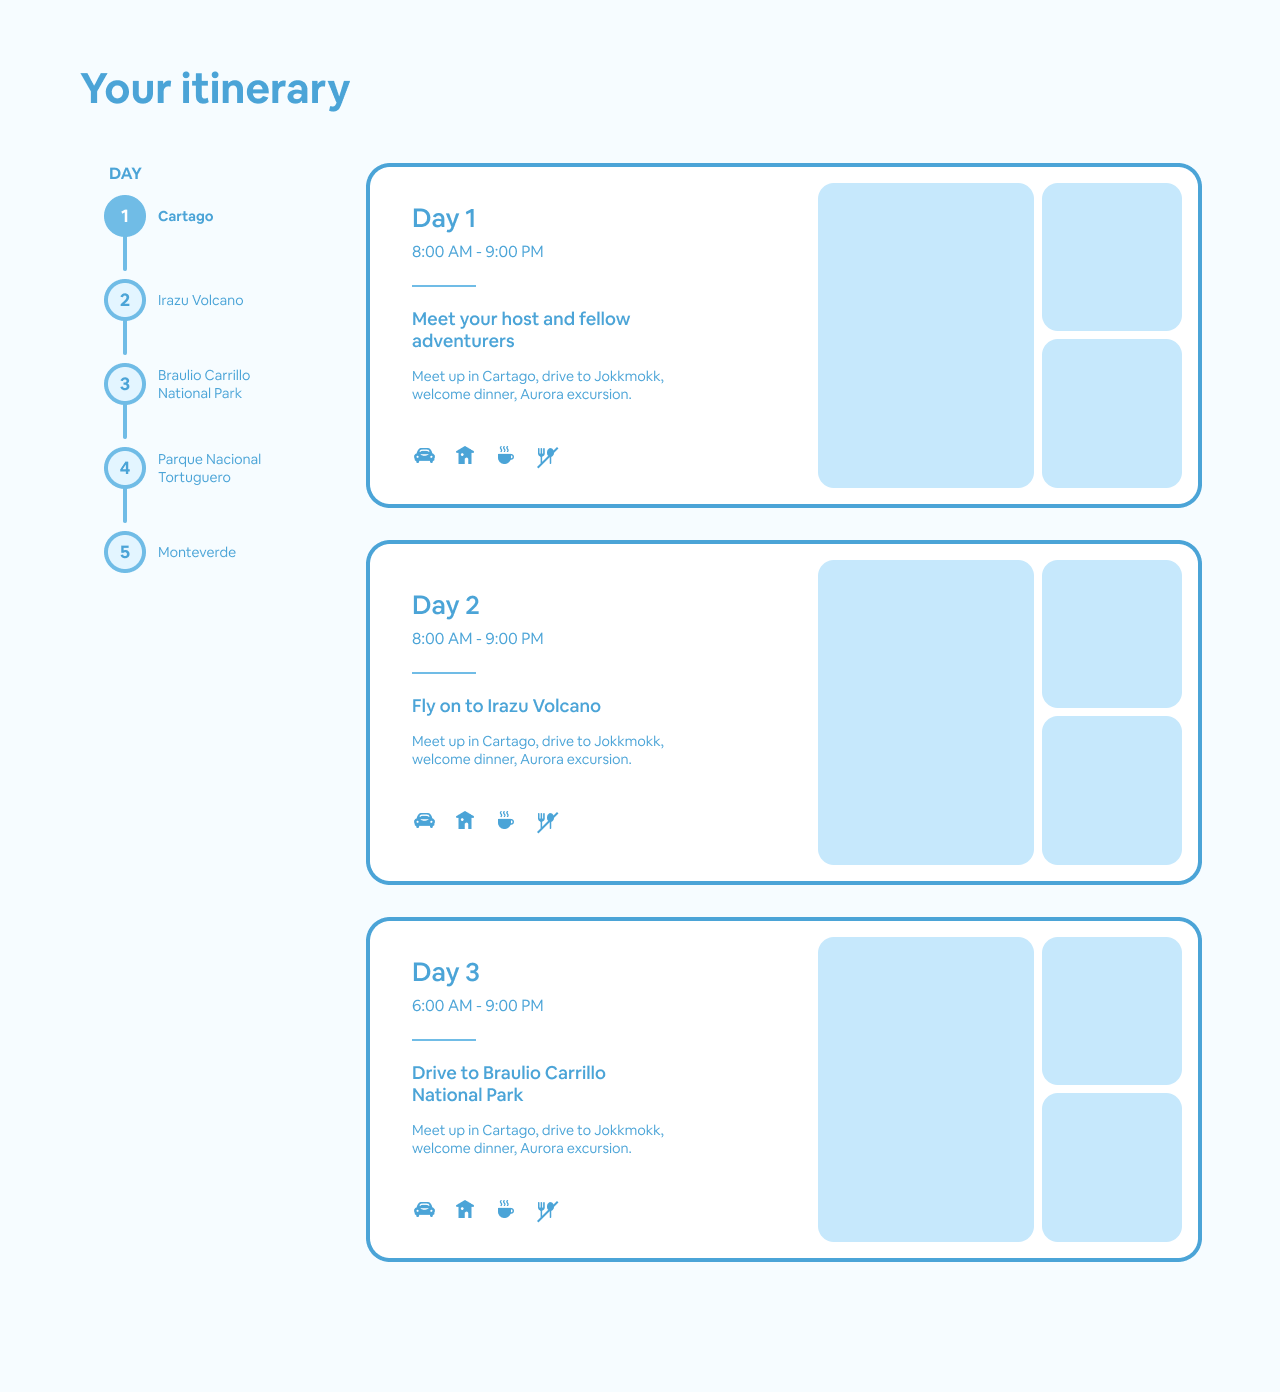 Your itinerary
DAY
1
Cartago
2
Irazu Volcano
3
Braulio Carrillo
National Park
4
Parque Nacional
Tortuguero
5
Monteverde
Day 1
8:00 AM - 9:00 PM
Meet your host and fellow
adventurers
Meet up in Cartago, drive to Jokkmokk,
welcome dinner, Aurora excursion.
Day 2
8:00 AM - 9:00 PM
Fly on to Irazu Volcano
Meet up in Cartago, drive to Jokkmokk,
welcome dinner, Aurora excursion.
Day 3
6:00 AM - 9:00 PM
Drive to Braulio Carrillo
National Park
Meet up in Cartago, drive to Jokkmokk,
welcome dinner, Aurora excursion.